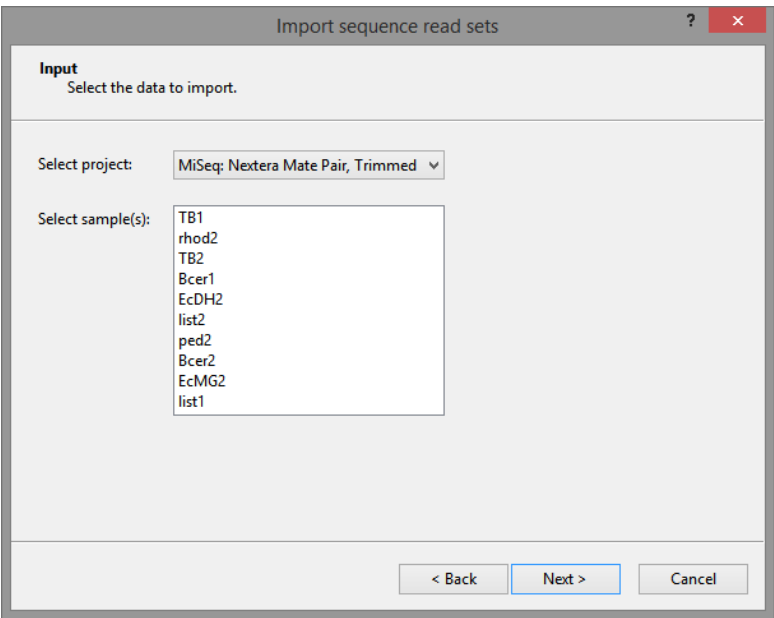 Import sequence read sets
? ×
Input
Select the data to import.
Select project: MiSeq: Nextera Mate Pair, Trimmed
Select sample(s):
TB1
rhod2
TB2
Bcer1
EcDH2
list2
ped2
Bcer2
EcMG2
list1
< Back Next > Cancel